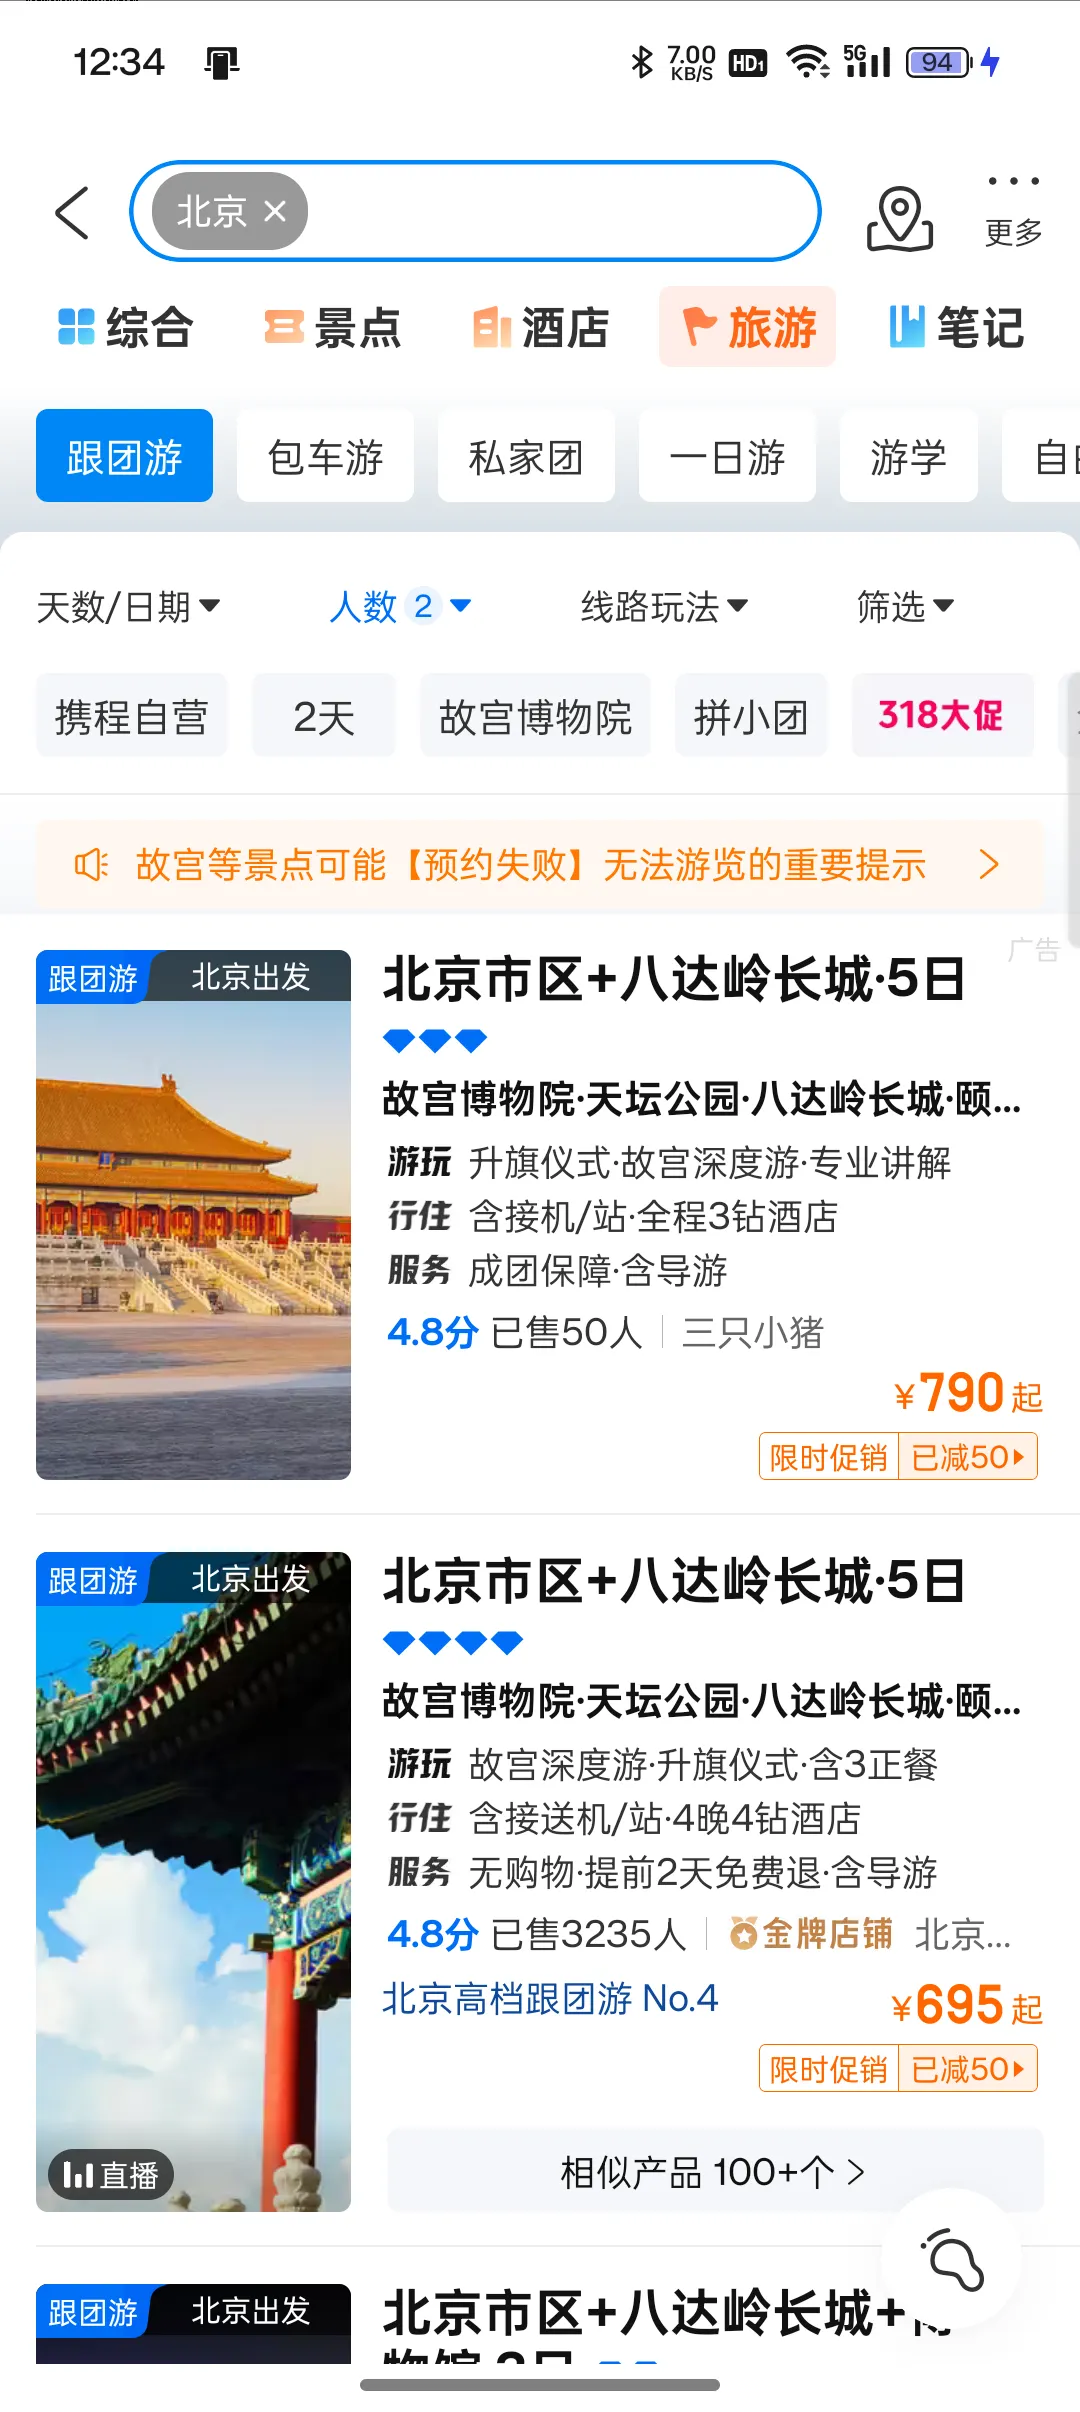 12:34
7.00 KB/S HD1 5G 94
北京 ×
更多
综合 景点 酒店 旅游 笔记
跟团游 包车游 私家团 一日游 游学
天数/日期 人数 2 线路玩法 筛选
携程自营 2天 故宫博物院 拼小团 318大促
故宫等景点可能【预约失败】无法游览的重要提示
广告
跟团游 北京出发
北京市区+八达岭长城·5日
故宫博物院·天坛公园·八达岭长城·颐...
游玩 升旗仪式·故宫深度游·专业讲解
行住 含接机/站·全程3钻酒店
服务 成团保障·含导游
4.8分 已售50人 三只小猪
¥790起
限时促销 已减50
跟团游 北京出发
北京市区+八达岭长城·5日
故宫博物院·天坛公园·八达岭长城·颐...
游玩 故宫深度游·升旗仪式·含3正餐
行住 含接送机/站·4晚4钻酒店
服务 无购物·提前2天免费退·含导游
4.8分 已售3235人 金牌店铺 北京...
北京高档跟团游 No.4
¥695起
限时促销 已减50
直播
相似产品 100+个
跟团游 北京出发
北京市区+八达岭长城+